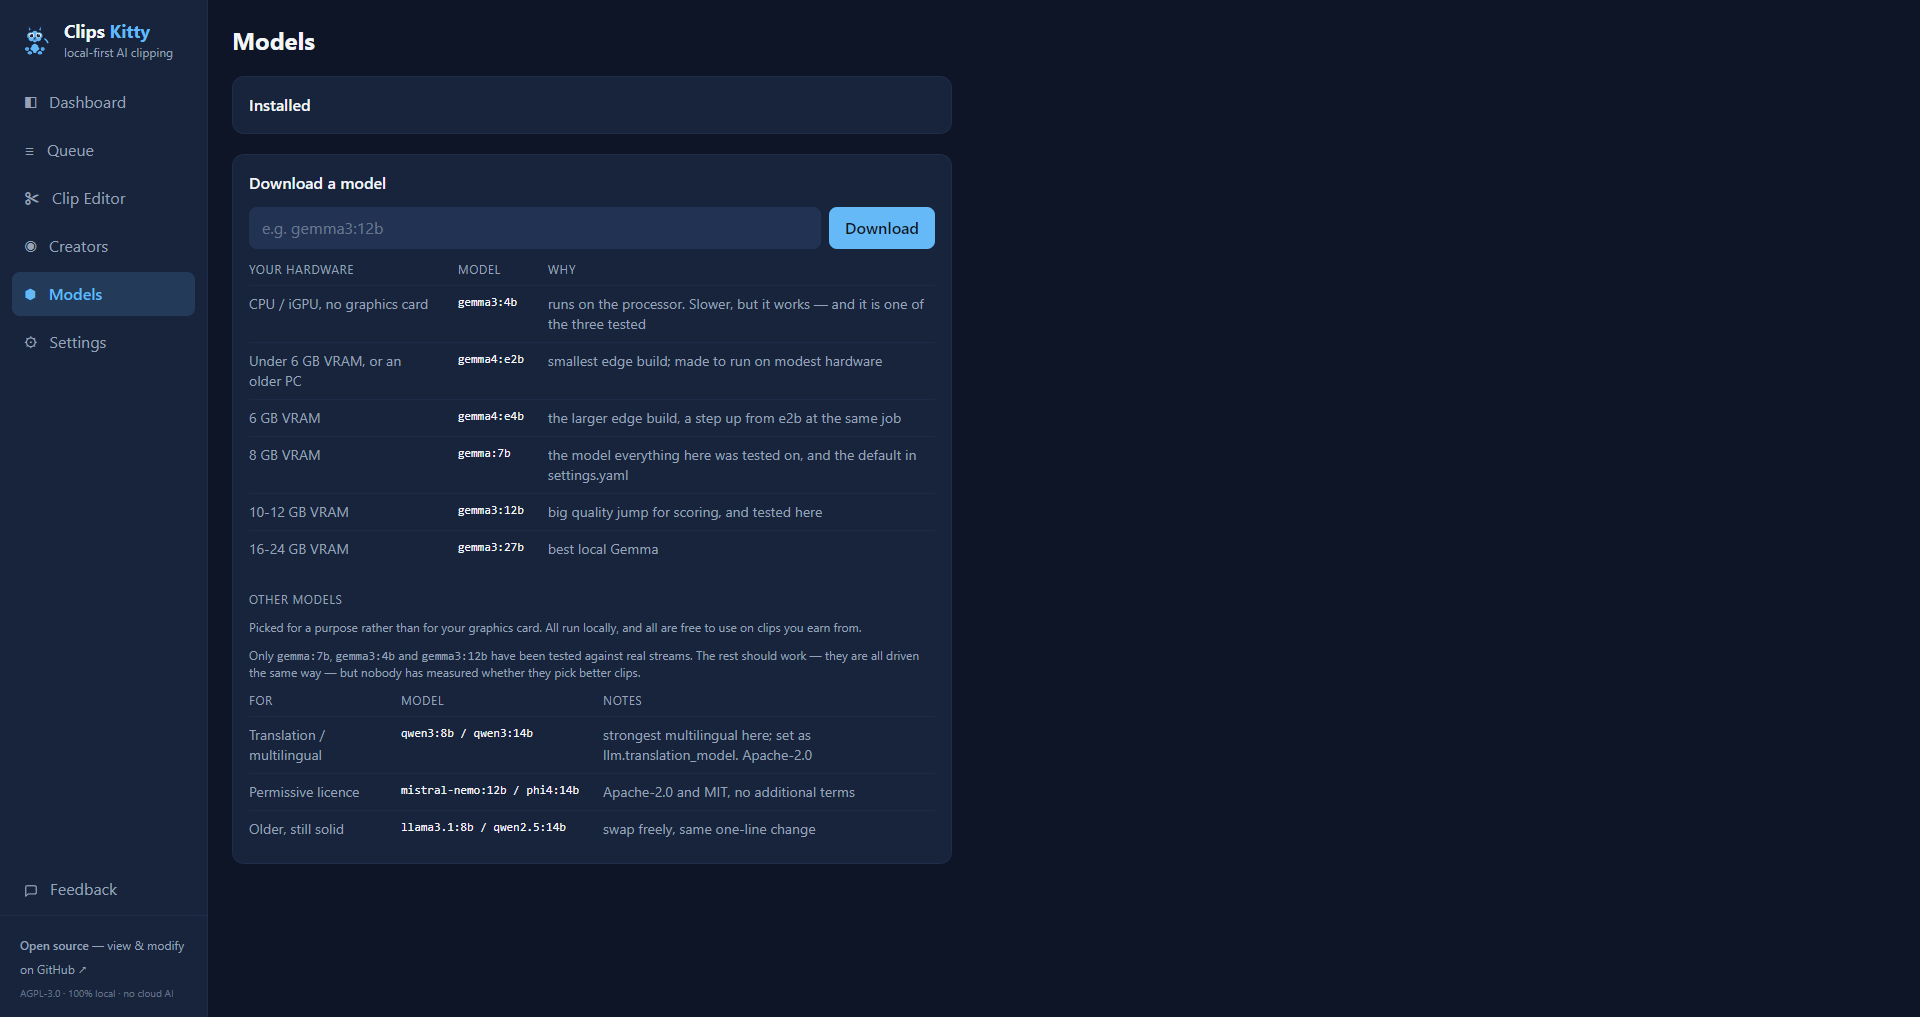 Clips Kitty
local-first AI clipping
Dashboard
Queue
Clip Editor
Creators
Models
Settings
Feedback
Open source — view & modify
on GitHub ↗
AGPL-3.0 · 100% local · no cloud AI
Models
Installed
Download a model
e.g. gemma3:12b
Download
YOUR HARDWARE MODEL WHY
CPU / iGPU, no graphics card gemma3:4b runs on the processor. Slower, but it works — and it is one of
the three tested
Under 6 GB VRAM, or an gemma4:e2b smallest edge build; made to run on modest hardware
older PC
6 GB VRAM gemma4:e4b the larger edge build, a step up from e2b at the same job
8 GB VRAM gemma:7b the model everything here was tested on, and the default in
settings.yaml
10-12 GB VRAM gemma3:12b big quality jump for scoring, and tested here
16-24 GB VRAM gemma3:27b best local Gemma
OTHER MODELS
Picked for a purpose rather than for your graphics card. All run locally, and all are free to use on clips you earn from.
Only gemma:7b, gemma3:4b and gemma3:12b have been tested against real streams. The rest should work — they are all driven
the same way — but nobody has measured whether they pick better clips.
FOR MODEL NOTES
Translation / qwen3:8b / qwen3:14b strongest multilingual here; set as
multilingual llm.translation_model. Apache-2.0
Permissive licence mistral-nemo:12b / phi4:14b Apache-2.0 and MIT, no additional terms
Older, still solid llama3.1:8b / qwen2.5:14b swap freely, same one-line change